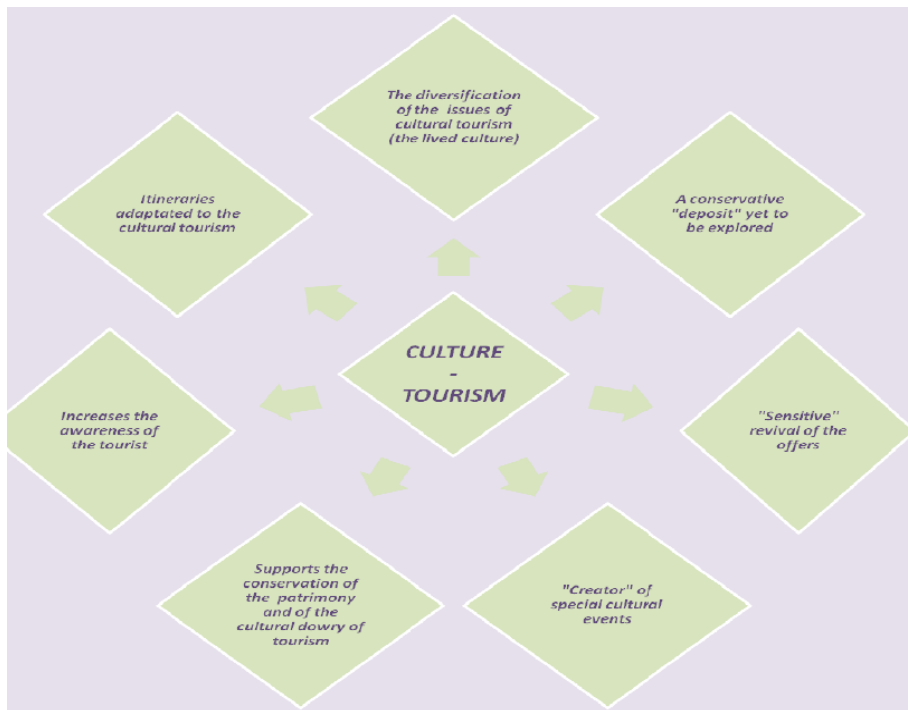 The diversification
of the issues of
cultural tourism
(the lived culture)
Itineraries
adaptated to the
cultural tourism
A conservative
"deposit" yet to
be explored
CULTURE
-
TOURISM
Increases the
awareness of
the tourist
"Sensitive"
revival of the
offers
Supports the
conservation of
the patrimony
and of the
cultural dowry of
tourism
"Creator" of
special cultural
events